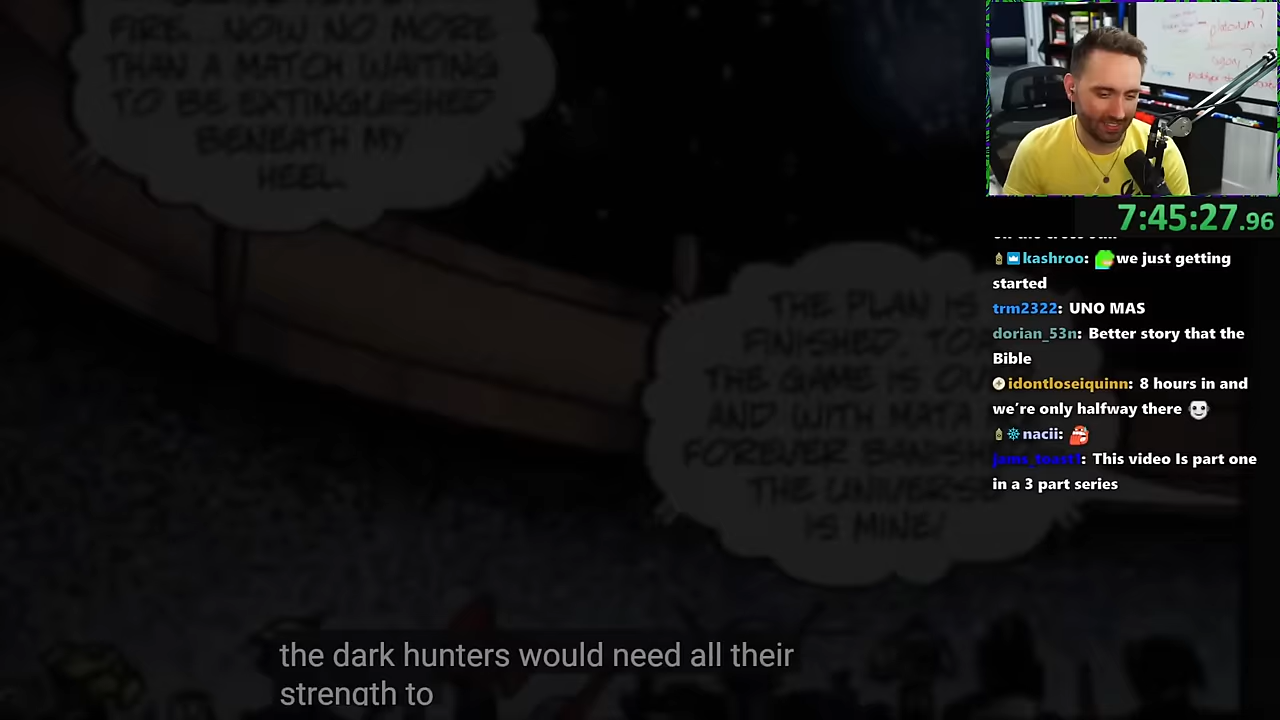 FIRE. NOW NO MORE
THAN A MATCH WAITING
TO BE EXTINGUISHED
BENEATH MY
HEEL.
THE PLAN IS
FINISHED,
THE GAME IS
AND WITH MATA
FOREVER
THE UNIVERSE
IS MINE!
the dark hunters would need all their
strength to
7:45:27.96
kashroo: we just getting
started
trm2322: UNO MAS
dorian_53n: Better story that the
Bible
idontloseiquinn: 8 hours in and
we're only halfway there
nacii:
jams_toast1: This video Is part one
in a 3 part series